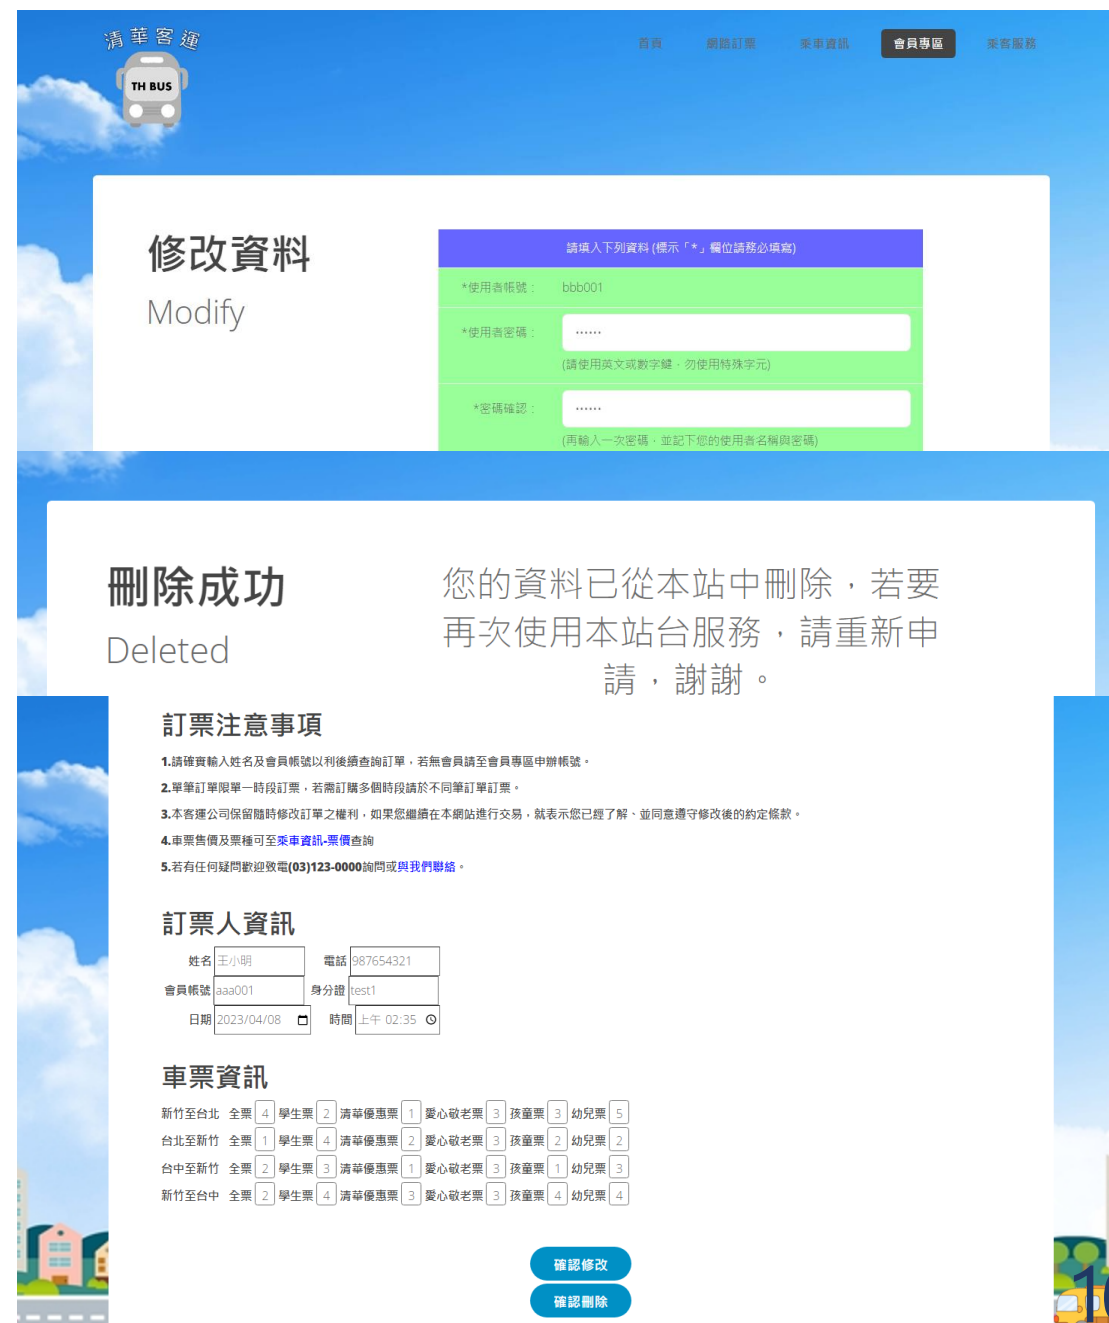 清華客運
TH BUS
首頁 網路訂票 乘車資訊 會員專區 乘客服務
修改資料
Modify
請填入下列資料 (標示「*」欄位請務必填寫)
*使用者帳號： bbb001
*使用者密碼： ······
(請使用英文或數字鍵，勿使用特殊字元)
*密碼確認： ······
(再輸入一次密碼，並記下您的使用者名稱與密碼)
刪除成功
Deleted
您的資料已從本站中刪除，若要
再次使用本站台服務，請重新申
請，謝謝。
訂票注意事項
1.請確實輸入姓名及會員帳號以利後續查詢訂單，若無會員請至會員專區申辦帳號。
2.單筆訂單限單一時段訂票，若需訂購多個時段請於不同筆訂單訂票。
3.本客運公司保留隨時修改訂單之權利，如果您繼續在本網站進行交易，就表示您已經了解、並同意遵守修改後的約定條款。
4.車票售價及票種可至乘車資訊-票價查詢
5.若有任何疑問歡迎致電(03)123-0000詢問或與我們聯絡。
訂票人資訊
姓名 王小明 電話 987654321
會員帳號 aaa001 身分證 test1
日期 2023/04/08 時間 上午 02:35
車票資訊
新竹至台北 全票 4 學生票 2 清華優惠票 1 愛心敬老票 3 孩童票 3 幼兒票 5
台北至新竹 全票 1 學生票 4 清華優惠票 2 愛心敬老票 3 孩童票 2 幼兒票 2
台中至新竹 全票 2 學生票 3 清華優惠票 1 愛心敬老票 3 孩童票 1 幼兒票 3
新竹至台中 全票 2 學生票 4 清華優惠票 3 愛心敬老票 3 孩童票 4 幼兒票 4
確認修改
確認刪除